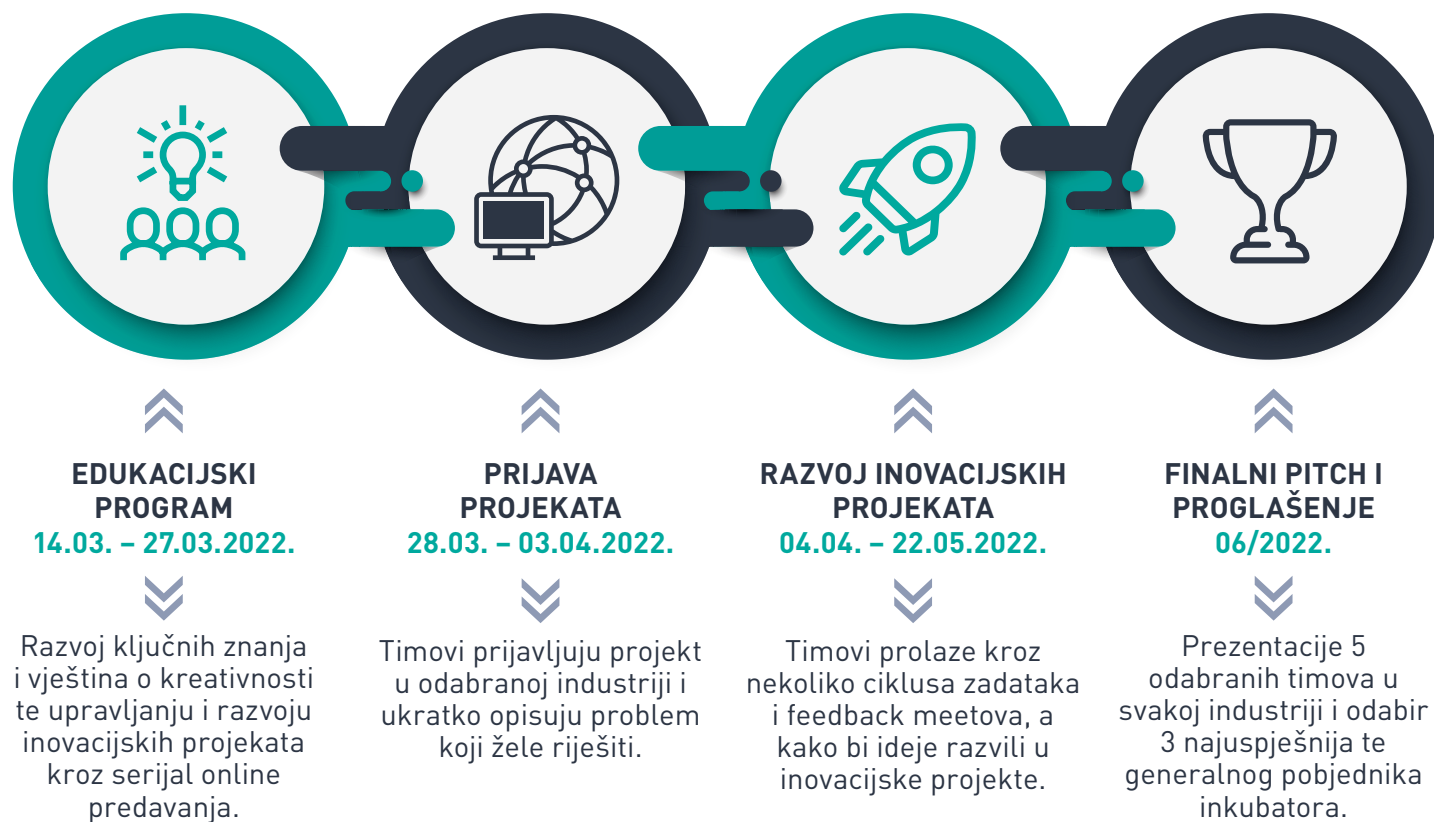 EDUKACIJSKI
PROGRAM
14.03. – 27.03.2022.
Razvoj ključnih znanja
i vještina o kreativnosti
te upravljanju i razvoju
inovacijskih projekata
kroz serijal online
predavanja.
PRIJAVA
PROJEKATA
28.03. – 03.04.2022.
Timovi prijavljuju projekt
u odabranoj industriji i
ukratko opisuju problem
koji žele riješiti.
RAZVOJ INOVACIJSKIH
PROJEKATA
04.04. – 22.05.2022.
Timovi prolaze kroz
nekoliko ciklusa zadataka
i feedback meetova, a
kako bi ideje razvili u
inovacijske projekte.
FINALNI PITCH I
PROGLAŠENJE
06/2022.
Prezentacije 5
odabranih timova u
svakoj industriji i odabir
3 najuspješnija te
generalnog pobjednika
inkubatora.